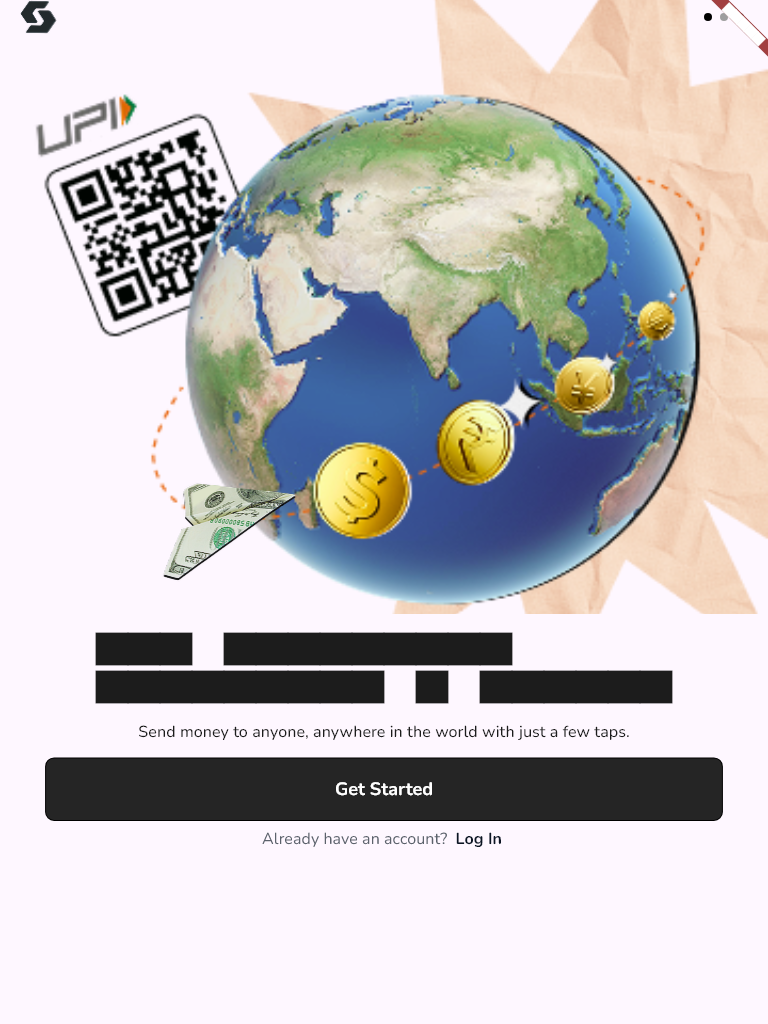 UPI
Send money to anyone, anywhere in the world with just a few taps.
Get Started
Already have an account? Log In